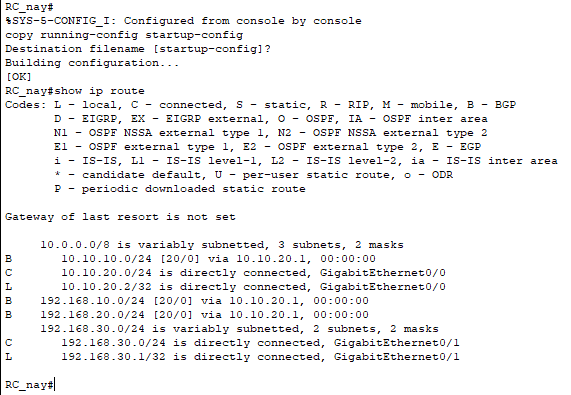 RC_nay#
%SYS-5-CONFIG_I: Configured from console by console
copy running-config startup-config
Destination filename [startup-config]?
Building configuration...
[OK]
RC_nay#show ip route
Codes: L - local, C - connected, S - static, R - RIP, M - mobile, B - BGP
       D - EIGRP, EX - EIGRP external, O - OSPF, IA - OSPF inter area
       N1 - OSPF NSSA external type 1, N2 - OSPF NSSA external type 2
       E1 - OSPF external type 1, E2 - OSPF external type 2, E - EGP
       i - IS-IS, L1 - IS-IS level-1, L2 - IS-IS level-2, ia - IS-IS inter area
       * - candidate default, U - per-user static route, o - ODR
       P - periodic downloaded static route

Gateway of last resort is not set

     10.0.0.0/8 is variably subnetted, 3 subnets, 2 masks
B       10.10.10.0/24 [20/0] via 10.10.20.1, 00:00:00
C       10.10.20.0/24 is directly connected, GigabitEthernet0/0
L       10.10.20.2/32 is directly connected, GigabitEthernet0/0
B    192.168.10.0/24 [20/0] via 10.10.20.1, 00:00:00
B    192.168.20.0/24 [20/0] via 10.10.20.1, 00:00:00
     192.168.30.0/24 is variably subnetted, 2 subnets, 2 masks
C       192.168.30.0/24 is directly connected, GigabitEthernet0/1
L       192.168.30.1/32 is directly connected, GigabitEthernet0/1

RC_nay#